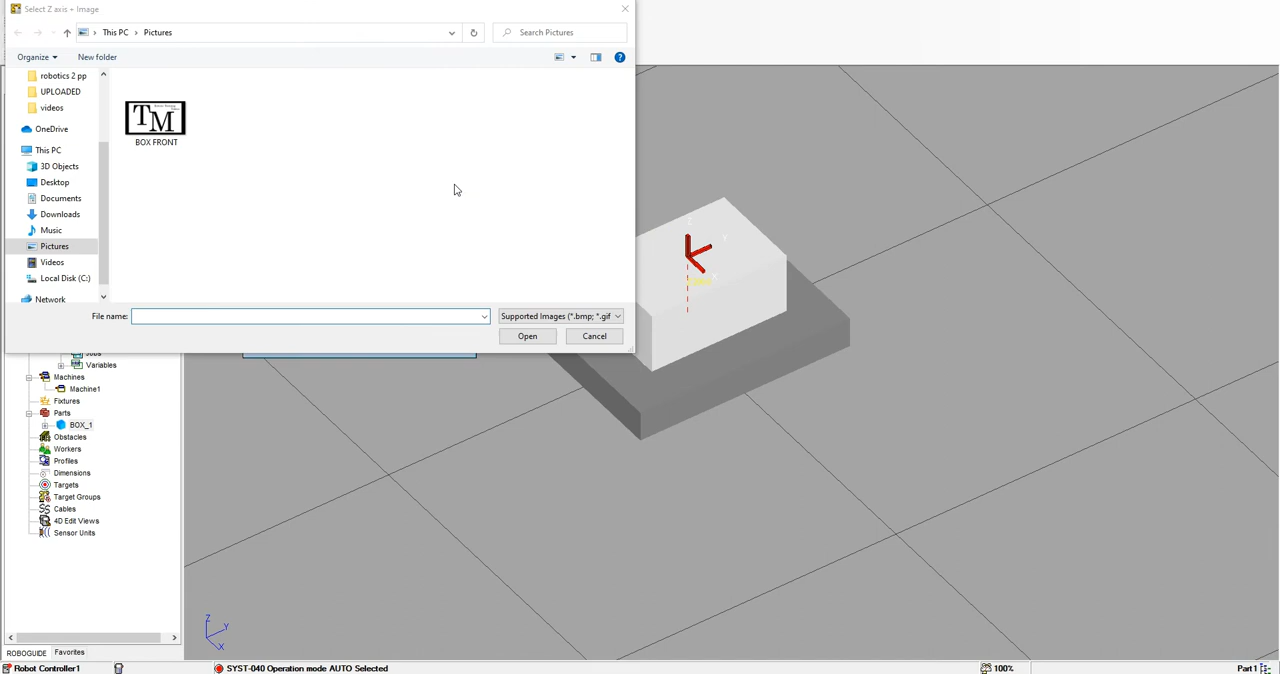 Select Z axis + Image
This PC
Pictures
Search Pictures
Organize
New folder
robotics 2 pp
UPLOADED
videos
OneDrive
This PC
3D Objects
Desktop
Documents
Downloads
Music
Pictures
Videos
Local Disk (C:)
Network
TM
BOX FRONT
File name:
Supported Images (*.bmp; *.gif
Open
Cancel
Jobs
Variables
Machines
Machine1
Fixtures
Parts
BOX_1
Obstacles
Workers
Profiles
Dimensions
Targets
Target Groups
Cables
4D Edit Views
Sensor Units
Z
Y
X
Z
Y
X
ROBOGUIDE
Favorites
Robot Controller1
SYST-040 Operation mode AUTO Selected
100%
Part1